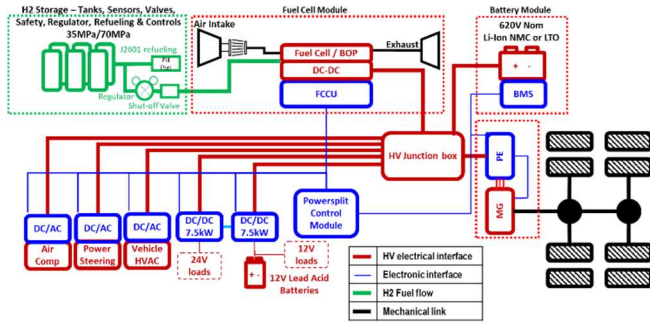 H2 Storage – Tanks, Sensors, Valves,
Safety, Regulator, Refueling & Controls
35MPa/70MPa
J2601 refueling
Fill
Port
Regulator
Shut-off Valve
Fuel Cell Module
Air Intake
Exhaust
Fuel Cell / BOP
DC-DC
FCCU
Battery Module
620V Nom
Li-Ion NMC or LTO
+ -
BMS
HV Junction box
PE
MG
Powersplit
Control
Module
DC/AC
Air
Comp
DC/AC
Power
Steering
DC/AC
Vehicle
HVAC
DC/DC
7.5kW
DC/DC
7.5kW
24V
loads
12V
loads
+ -
12V Lead Acid
Batteries
HV electrical interface
Electronic interface
H2 Fuel flow
Mechanical link